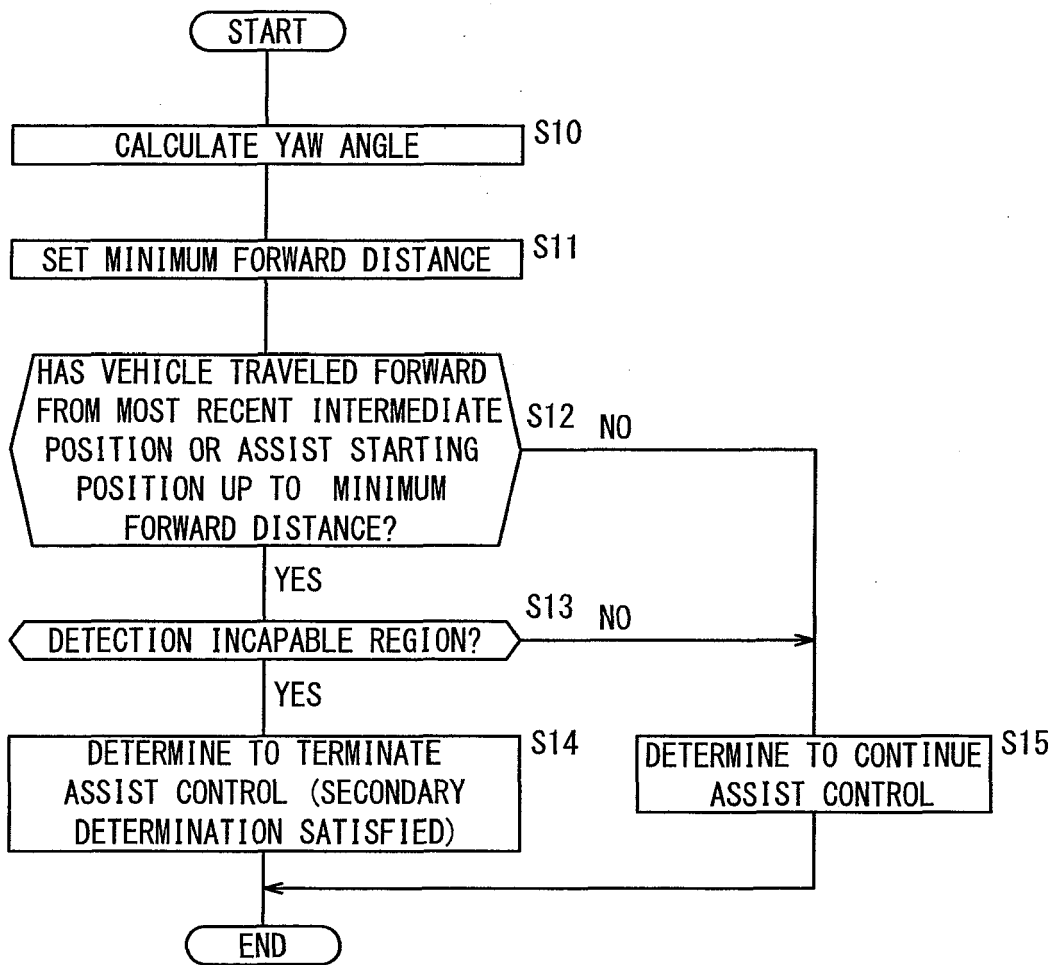 START
CALCULATE YAW ANGLE
S10
SET MINIMUM FORWARD DISTANCE
S11
HAS VEHICLE TRAVELED FORWARD
FROM MOST RECENT INTERMEDIATE
POSITION OR ASSIST STARTING
POSITION UP TO MINIMUM
FORWARD DISTANCE?
S12
NO
YES
DETECTION INCAPABLE REGION?
S13
NO
YES
DETERMINE TO TERMINATE
ASSIST CONTROL (SECONDARY
DETERMINATION SATISFIED)
S14
DETERMINE TO CONTINUE
ASSIST CONTROL
S15
END